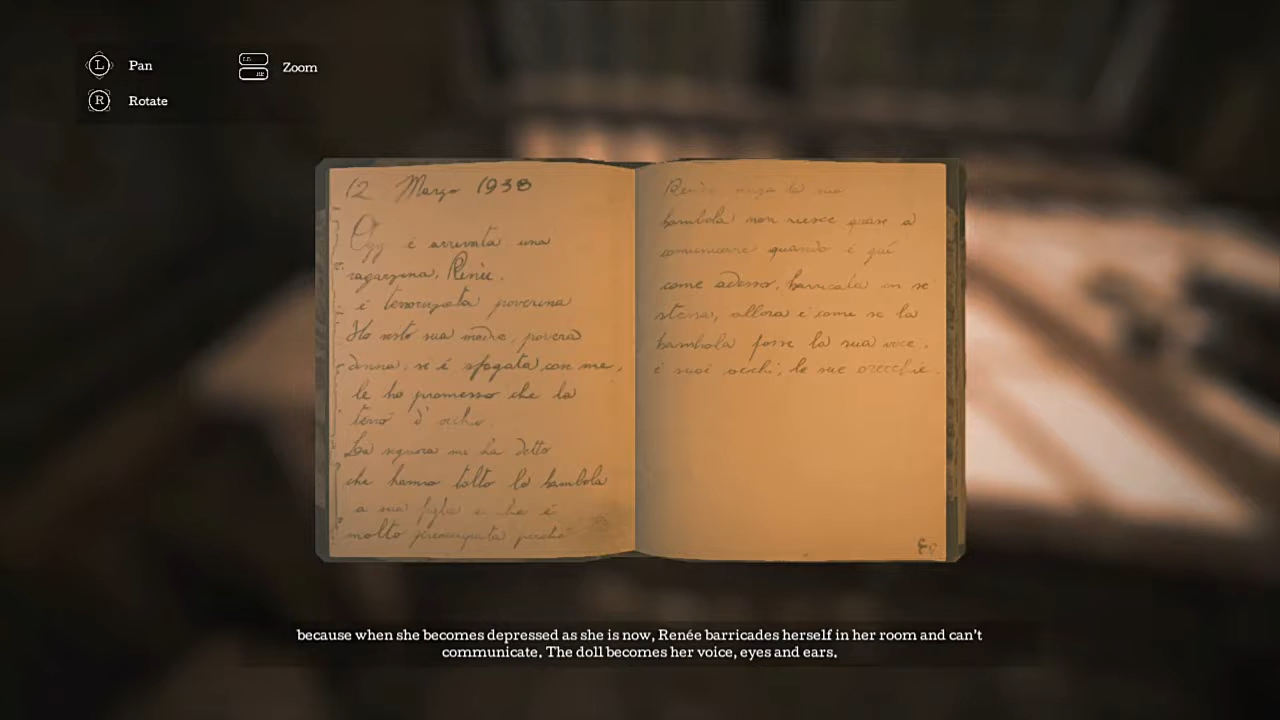 Pan
Zoom
Rotate
12 Marzo 1938
Oggi è arrivata una
ragazzina, Renèe.
è terrorizzata poverina
Ho visto sua madre, povera
donna, si é sfogata con me,
le ho promesso che la
terrò d'occhio.
La signora mi ha detto
che hanno tolto la bambola
a sua figlia e che è
molto preoccupata perché
Renèe senza la sua
bambola non riesce quasi a
comunicare quando è giù
come adesso, barricata in se
stessa, allora è come se la
bambola fosse la sua voce,
i suoi occhi, le sue orecchie.
because when she becomes depressed as she is now, Renée barricades herself in her room and can't
communicate. The doll becomes her voice, eyes and ears.